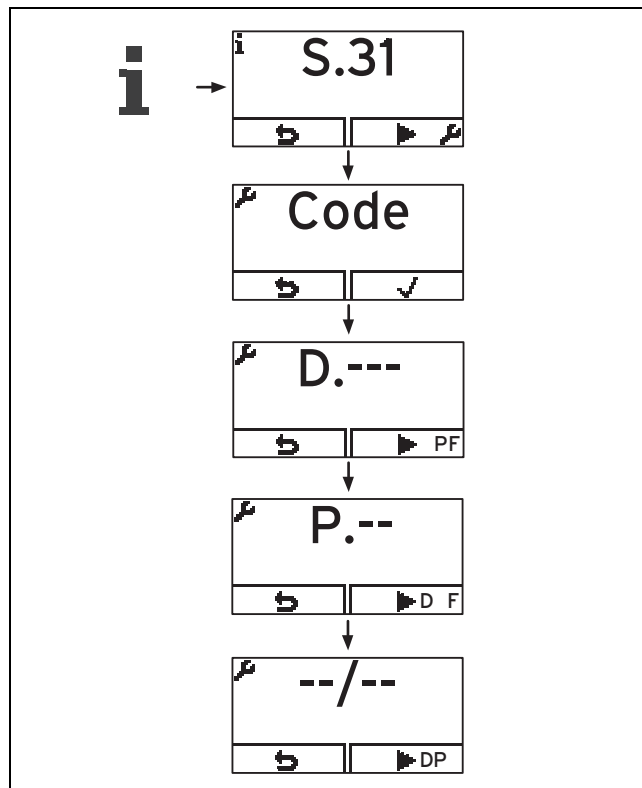 i
i
S.31
Code
D.---
PF
P.--
D F
--/--
DP